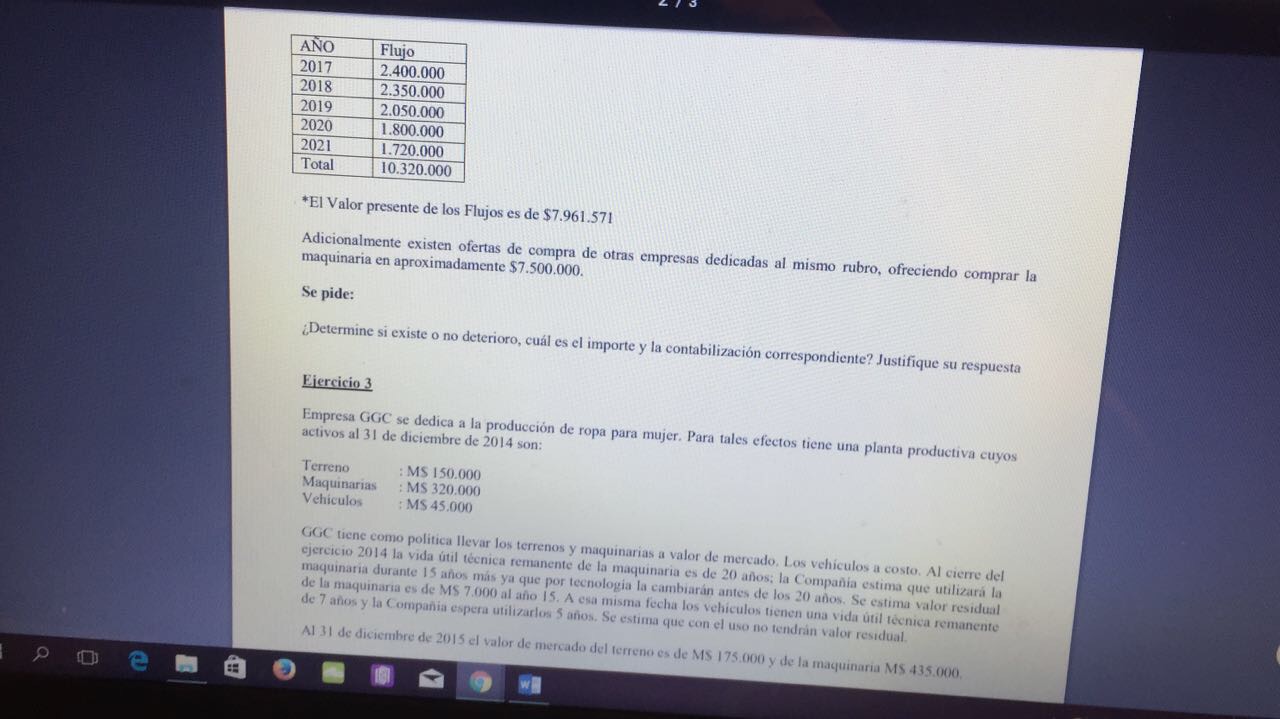 2 / 3
AÑO Flujo
2017 2.400.000
2018 2.350.000
2019 2.050.000
2020 1.800.000
2021 1.720.000
Total 10.320.000
*El Valor presente de los Flujos es de $7.961.571
Adicionalmente existen ofertas de compra de otras empresas dedicadas al mismo rubro, ofreciendo comprar la
maquinaria en aproximadamente $7.500.000.
Se pide:
¿Determine si existe o no deterioro, cuál es el importe y la contabilización correspondiente? Justifique su respuesta
Ejercicio 3
Empresa GGC se dedica a la producción de ropa para mujer. Para tales efectos tiene una planta productiva cuyos
activos al 31 de diciembre de 2014 son:
Terreno : M$ 150.000
Maquinarias : M$ 320.000
Vehículos : M$ 45.000
GGC tiene como política llevar los terrenos y maquinarias a valor de mercado. Los vehículos a costo. Al cierre del
ejercicio 2014 la vida útil técnica remanente de la maquinaria es de 20 años; la Compañía estima que utilizará la
maquinaria durante 15 años más ya que por tecnología la cambiarán antes de los 20 años. Se estima valor residual
de la maquinaria es de M$ 7.000 al año 15. A esa misma fecha los vehículos tienen una vida útil técnica remanente
de 7 años y la Compañía espera utilizarlos 5 años. Se estima que con el uso no tendrán valor residual.
Al 31 de diciembre de 2015 el valor de mercado del terreno es de M$ 175.000 y de la maquinaria M$ 435.000.